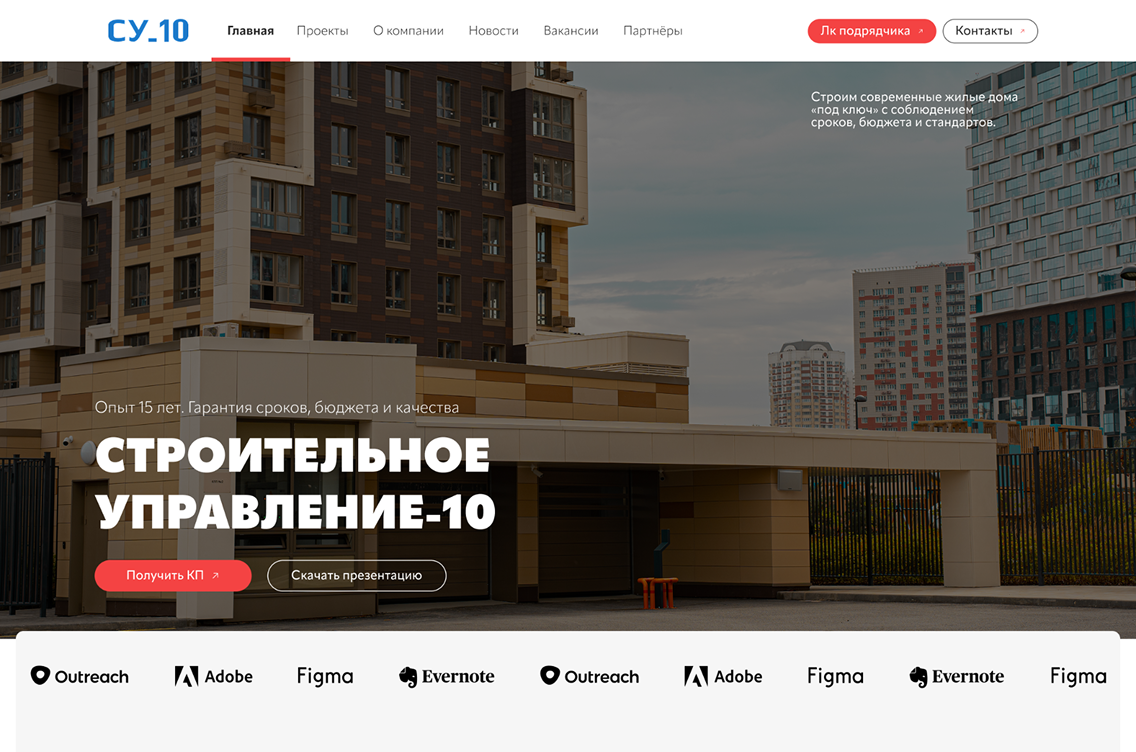 СУ_10
Главная
Проекты
О компании
Новости
Вакансии
Партнёры
Лк подрядчика
Контакты
Строим современные жилые дома
«под ключ» с соблюдением
сроков, бюджета и стандартов.
Опыт 15 лет. Гарантия сроков, бюджета и качества
СТРОИТЕЛЬНОЕ
УПРАВЛЕНИЕ-10
Получить КП
Скачать презентацию
Outreach
Adobe
Figma
Evernote
Outreach
Adobe
Figma
Evernote
Figma